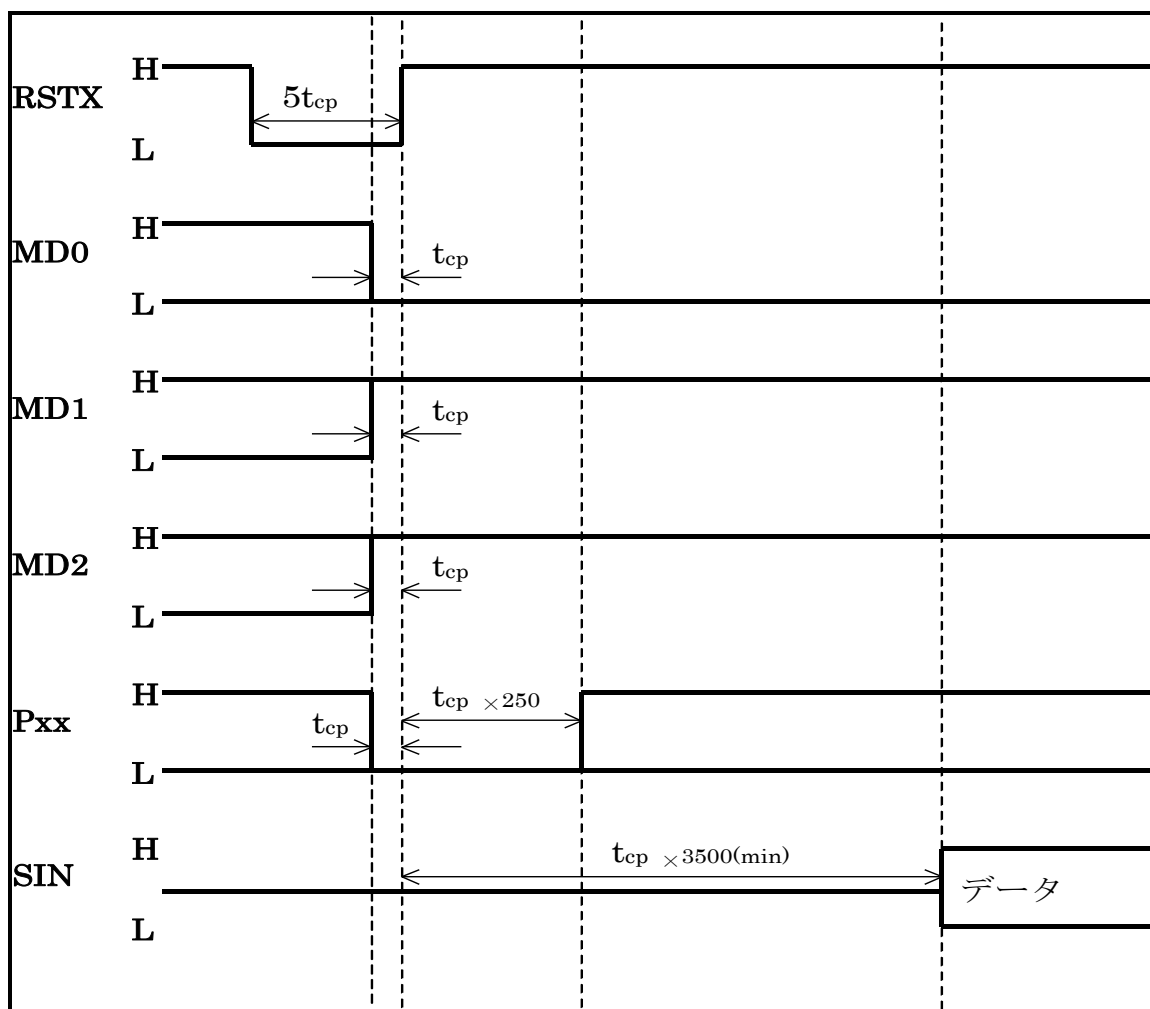 H
RSTX
5tcp
L
H
MD0
tcp
L
H
MD1
tcp
L
H
MD2
tcp
L
H
tcp ×250
Pxx
tcp
L
H
tcp ×3500(min)
SIN
データ
L